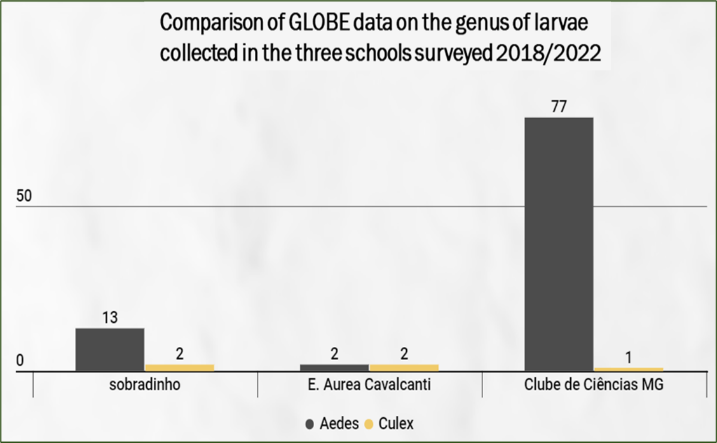 Comparison of GLOBE data on the genus of larvae
collected in the three schools surveyed 2018/2022
77
50
13
2
2
2
1
0
sobradinho
E. Aurea Cavalcanti
Clube de Ciências MG
Aedes
Culex